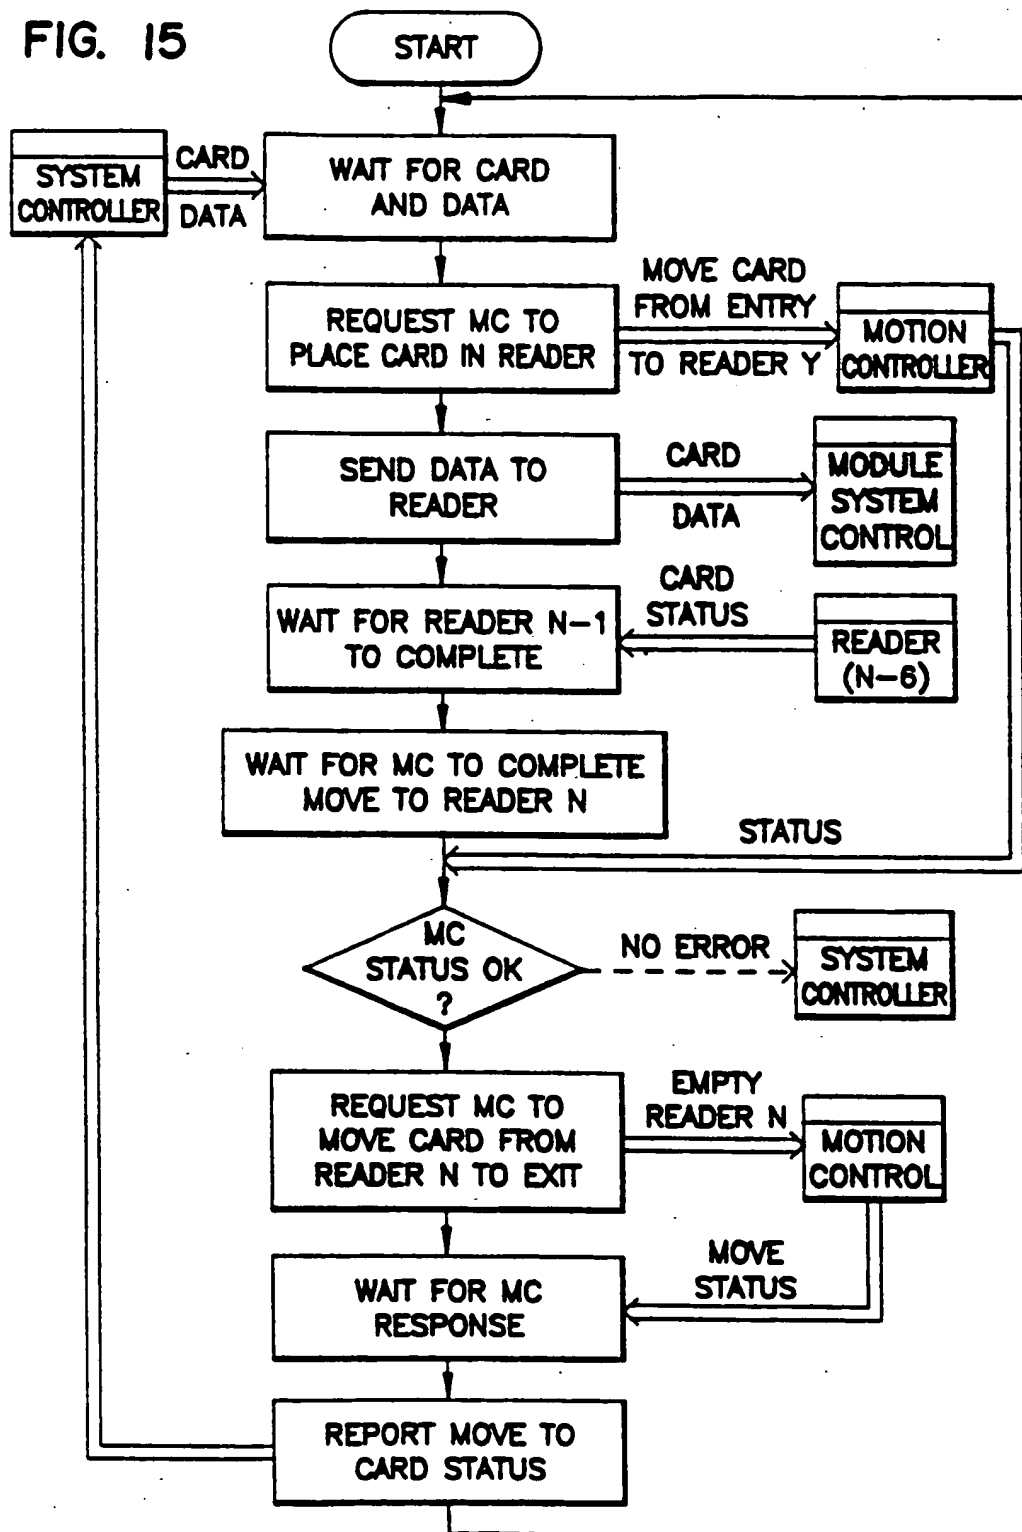 FIG. 15
START
SYSTEM
CONTROLLER
CARD
DATA
WAIT FOR CARD
AND DATA
REQUEST MC TO
PLACE CARD IN READER
MOVE CARD
FROM ENTRY
TO READER Y
MOTION
CONTROLLER
SEND DATA TO
READER
CARD
DATA
MODULE
SYSTEM
CONTROL
WAIT FOR READER N-1
TO COMPLETE
CARD
STATUS
READER
(N-6)
WAIT FOR MC TO COMPLETE
MOVE TO READER N
STATUS
MC
STATUS OK
?
NO ERROR
SYSTEM
CONTROLLER
REQUEST MC TO
MOVE CARD FROM
READER N TO EXIT
EMPTY
READER N
MOTION
CONTROL
WAIT FOR MC
RESPONSE
MOVE
STATUS
REPORT MOVE TO
CARD STATUS